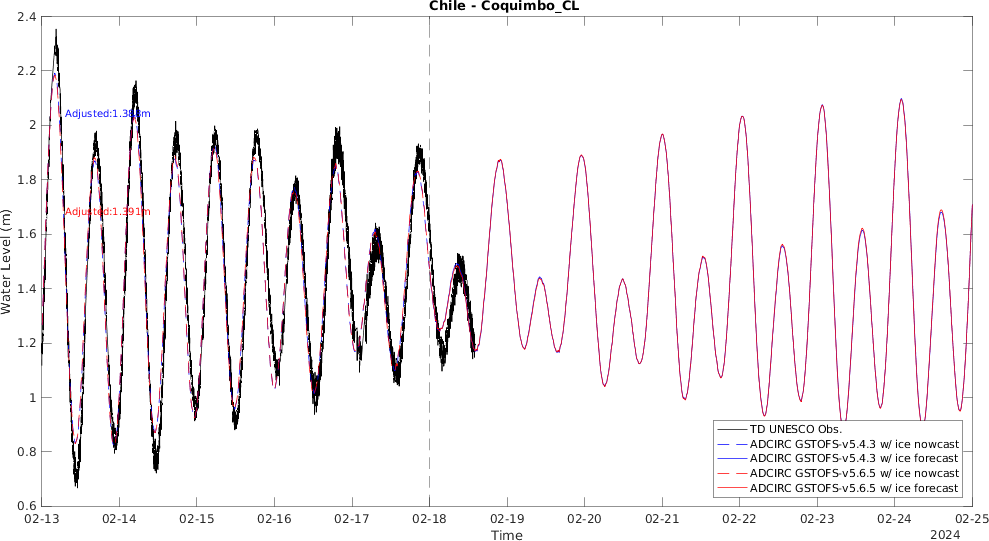 Chile - Coquimbo_CL
2.4
2.2
2
1.8
1.6
1.4
1.2
1
0.8
0.6
Water Level (m)
Adjusted:1.388m
Adjusted:1.391m
TD UNESCO Obs.
ADCIRC GSTOFS-v5.4.3 w/ ice nowcast
ADCIRC GSTOFS-v5.4.3 w/ ice forecast
ADCIRC GSTOFS-v5.6.5 w/ ice nowcast
ADCIRC GSTOFS-v5.6.5 w/ ice forecast
02-13 02-14 02-15 02-16 02-17 02-18 02-19 02-20 02-21 02-22 02-23 02-24 02-25
Time
2024